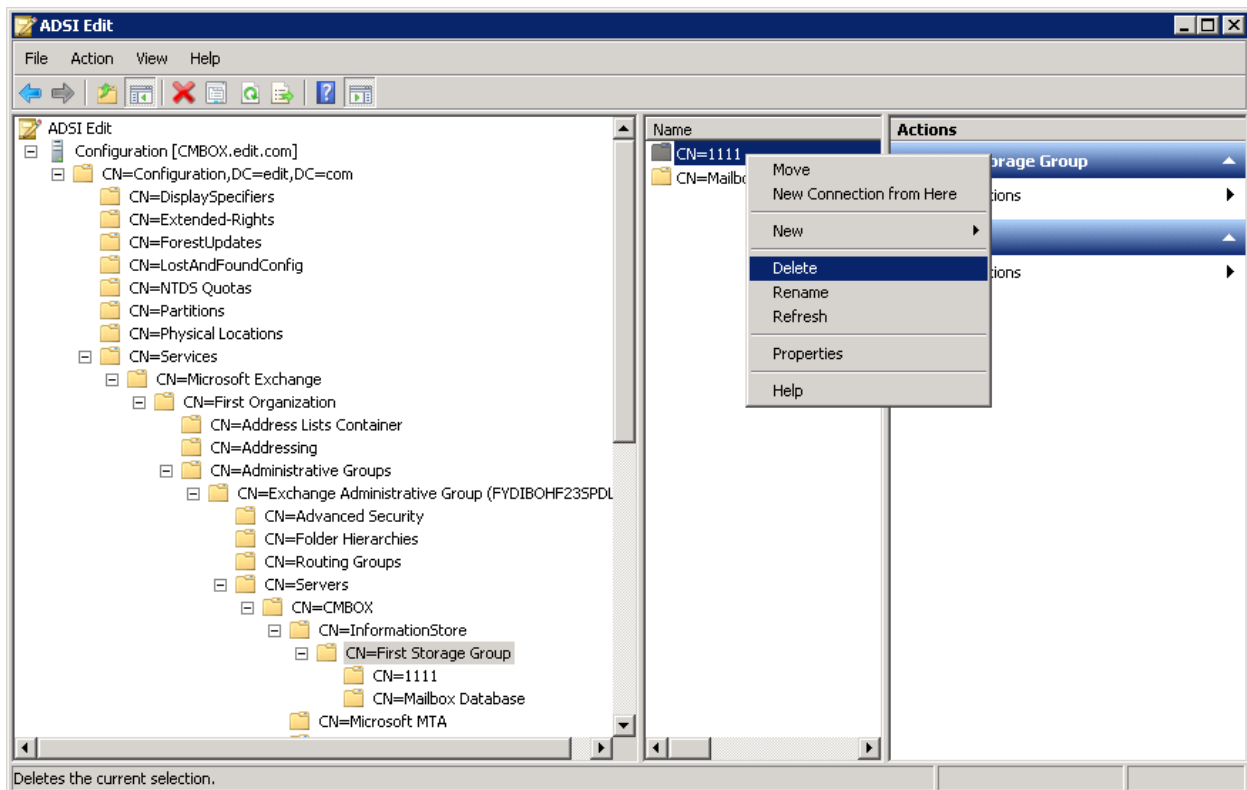 ADSI Edit
File Action View Help
ADSI Edit
Configuration [CMBOX.edit.com]
CN=Configuration,DC=edit,DC=com
CN=DisplaySpecifiers
CN=Extended-Rights
CN=ForestUpdates
CN=LostAndFoundConfig
CN=NTDS Quotas
CN=Partitions
CN=Physical Locations
CN=Services
CN=Microsoft Exchange
CN=First Organization
CN=Address Lists Container
CN=Addressing
CN=Administrative Groups
CN=Exchange Administrative Group (FYDIBOHF23SPDL
CN=Advanced Security
CN=Folder Hierarchies
CN=Routing Groups
CN=Servers
CN=CMBOX
CN=InformationStore
CN=First Storage Group
CN=1111
CN=Mailbox Database
CN=Microsoft MTA
Name
CN=1111
CN=Mailbo
Move
New Connection from Here
New
Delete
Rename
Refresh
Properties
Help
Actions
orage Group
tions
tions
Deletes the current selection.